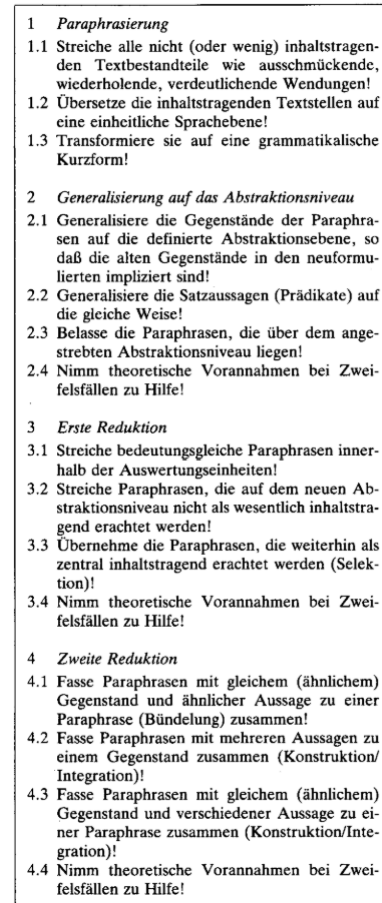 1 Paraphrasierung
1.1 Streiche alle nicht (oder wenig) inhaltstragen-
den Textbestandteile wie ausschmückende,
wiederholende, verdeutlichende Wendungen!
1.2 Übersetze die inhaltstragenden Textstellen auf
eine einheitliche Sprachebene!
1.3 Transformiere sie auf eine grammatikalische
Kurzform!
2 Generalisierung auf das Abstraktionsniveau
2.1 Generalisiere die Gegenstände der Paraphra-
sen auf die definierte Abstraktionsebene, so
daß die alten Gegenstände in den neuformu-
lierten impliziert sind!
2.2 Generalisiere die Satzaussagen (Prädikate) auf
die gleiche Weise!
2.3 Belasse die Paraphrasen, die über dem ange-
strebten Abstraktionsniveau liegen!
2.4 Nimm theoretische Vorannahmen bei Zwei-
felsfällen zu Hilfe!
3 Erste Reduktion
3.1 Streiche bedeutungsgleiche Paraphrasen inner-
halb der Auswertungseinheiten!
3.2 Streiche Paraphrasen, die auf dem neuen Ab-
straktionsniveau nicht als wesentlich inhaltstra-
gend erachtet werden!
3.3 Übernehme die Paraphrasen, die weiterhin als
zentral inhaltstragend erachtet werden (Selek-
tion)!
3.4 Nimm theoretische Vorannahmen bei Zwei-
felsfällen zu Hilfe!
4 Zweite Reduktion
4.1 Fasse Paraphrasen mit gleichem (ähnlichem)
Gegenstand und ähnlicher Aussage zu einer
Paraphrase (Bündelung) zusammen!
4.2 Fasse Paraphrasen mit mehreren Aussagen zu
einem Gegenstand zusammen (Konstruktion/
Integration)!
4.3 Fasse Paraphrasen mit gleichem (ähnlichem)
Gegenstand und verschiedener Aussage zu ei-
ner Paraphrase zusammen (Konstruktion/Inte-
gration)!
4.4 Nimm theoretische Vorannahmen bei Zwei-
felsfällen zu Hilfe!